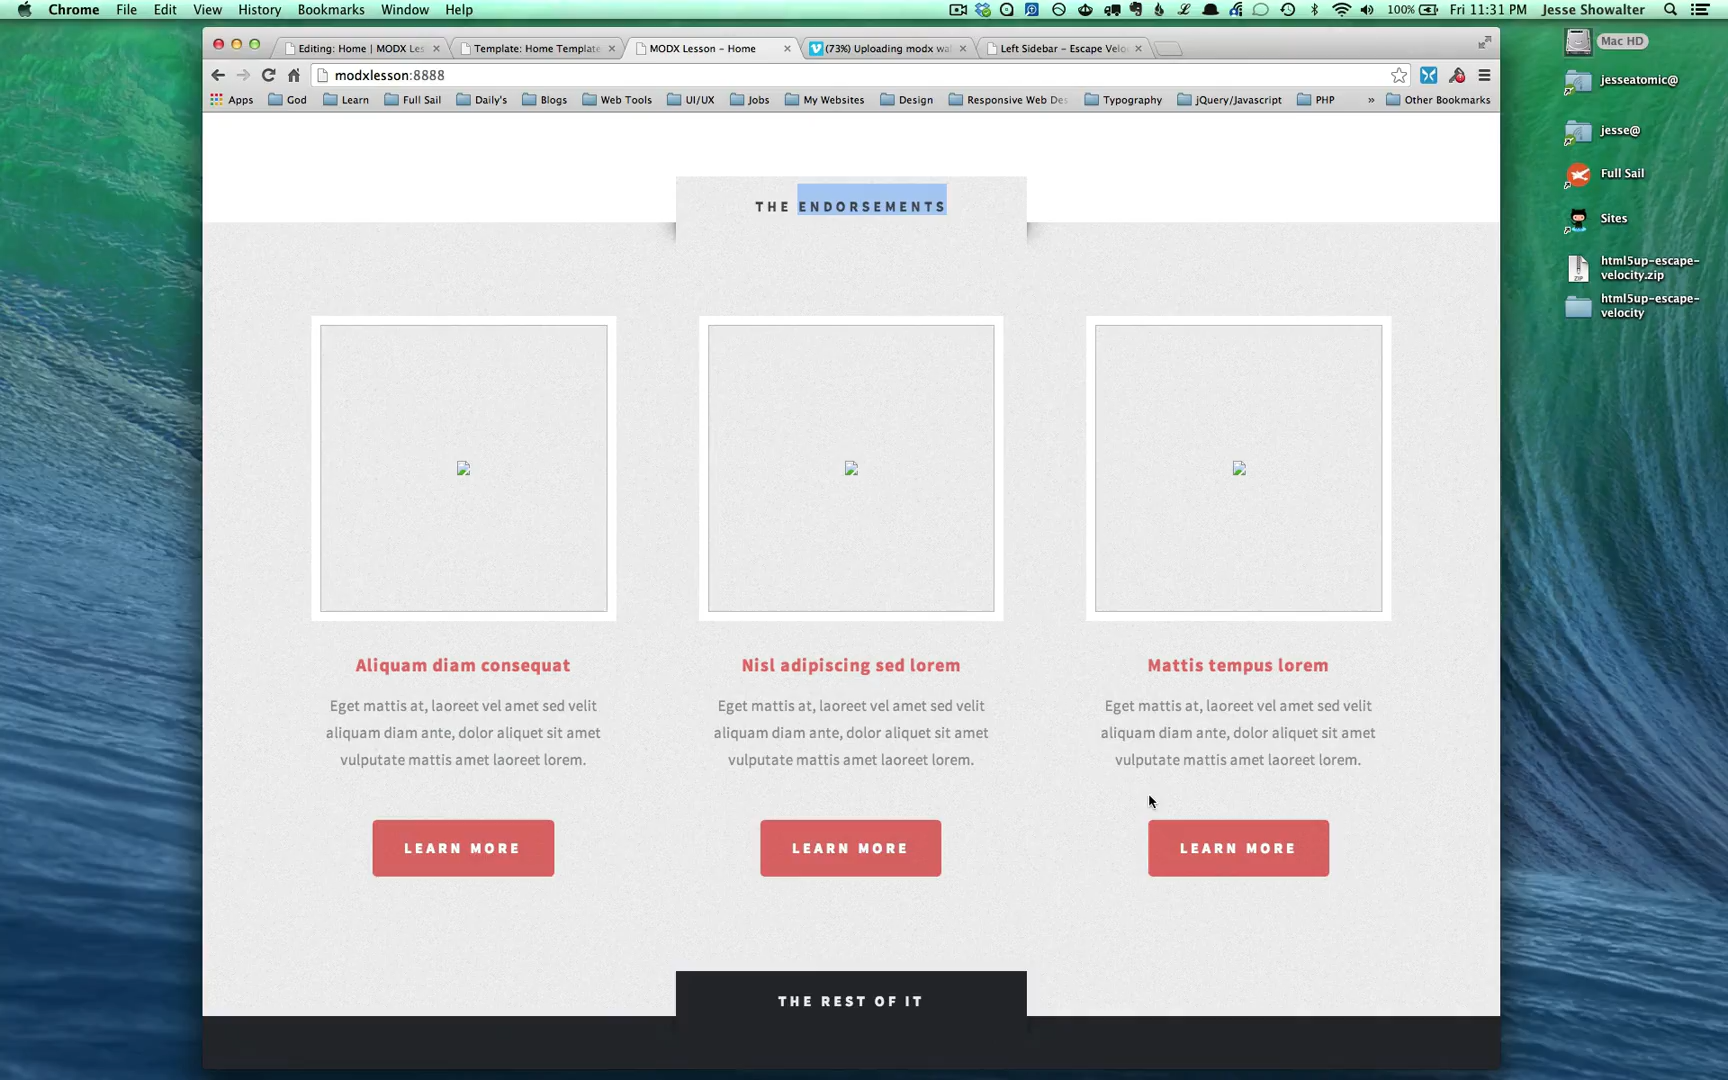 Chrome File Edit View History Bookmarks Window Help
100% Fri 11:31 PM Jesse Showalter
Editing: Home | MODX Les
Template: Home Template
MODX Lesson – Home
(73%) Uploading modx wa
Left Sidebar – Escape Velo
modxlesson:8888
Apps God Learn Full Sail Daily's Blogs Web Tools UI/UX Jobs My Websites Design Responsive Web Des Typography jQuery/Javascript PHP » Other Bookmarks
THE ENDORSEMENTS
Aliquam diam consequat
Eget mattis at, laoreet vel amet sed velit
aliquam diam ante, dolor aliquet sit amet
vulputate mattis amet laoreet lorem.
LEARN MORE
Nisl adipiscing sed lorem
Eget mattis at, laoreet vel amet sed velit
aliquam diam ante, dolor aliquet sit amet
vulputate mattis amet laoreet lorem.
LEARN MORE
Mattis tempus lorem
Eget mattis at, laoreet vel amet sed velit
aliquam diam ante, dolor aliquet sit amet
vulputate mattis amet laoreet lorem.
LEARN MORE
THE REST OF IT
Mac HD
jesseatomic@
jesse@
Full Sail
Sites
ZIP
html5up-escape-
velocity.zip
html5up-escape-
velocity